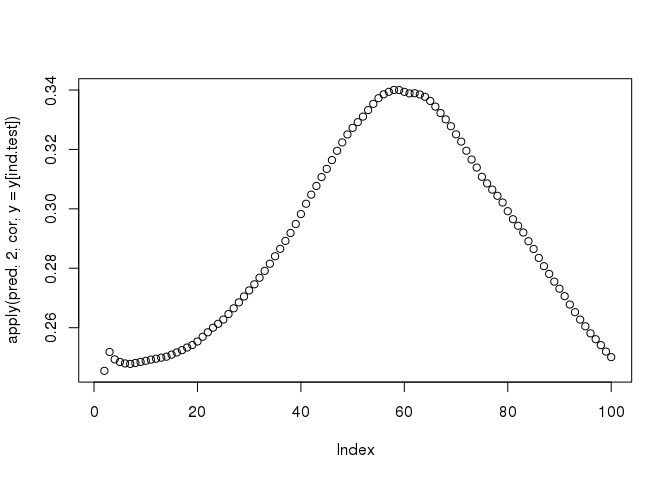 apply(pred, 2, cor, y = y[ind.test])
0.34
0.32
0.30
0.28
0.26
0 20 40 60 80 100
Index